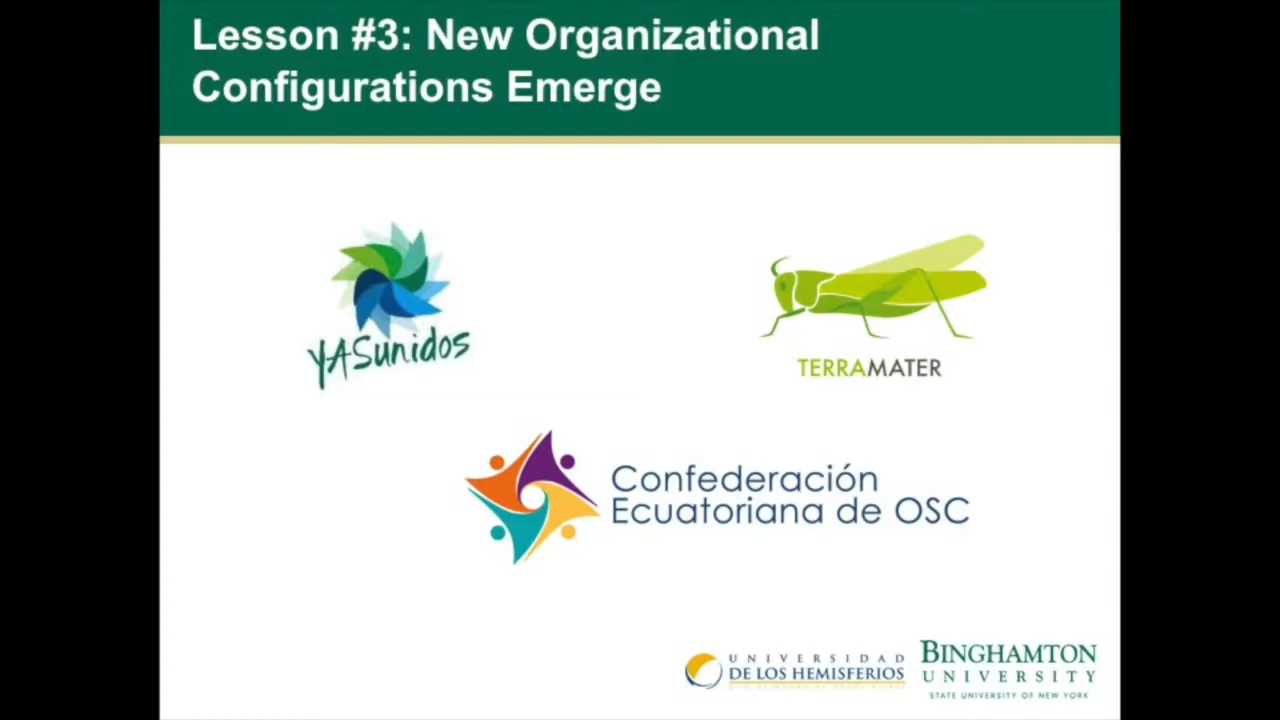 Lesson #3: New Organizational
Configurations Emerge
YASunidos
TERRAMATER
Confederación
Ecuatoriana de OSC
UNIVERSIDAD
DE LOS HEMISFERIOS
BINGHAMTON
UNIVERSITY
STATE UNIVERSITY OF NEW YORK